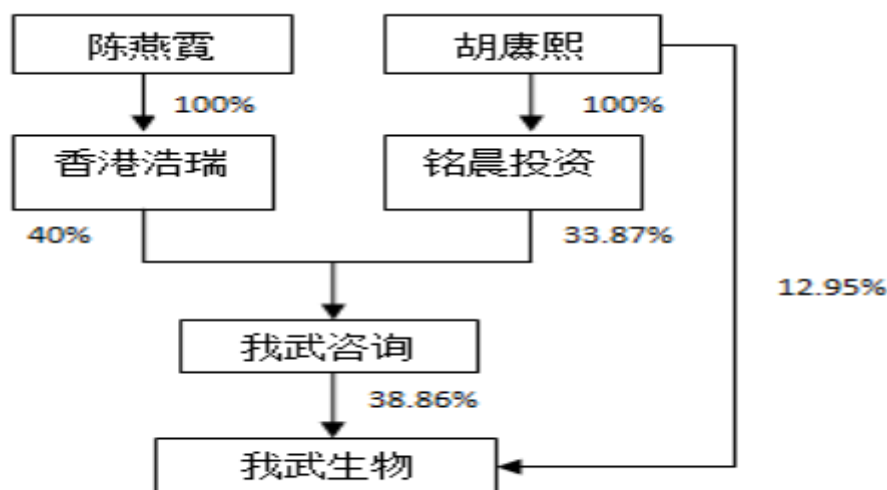 陈燕霓
胡赓熙
100%
100%
香港浩瑞
铭晨投资
40%
33.87%
12.95%
我武咨询
38.86%
我武生物